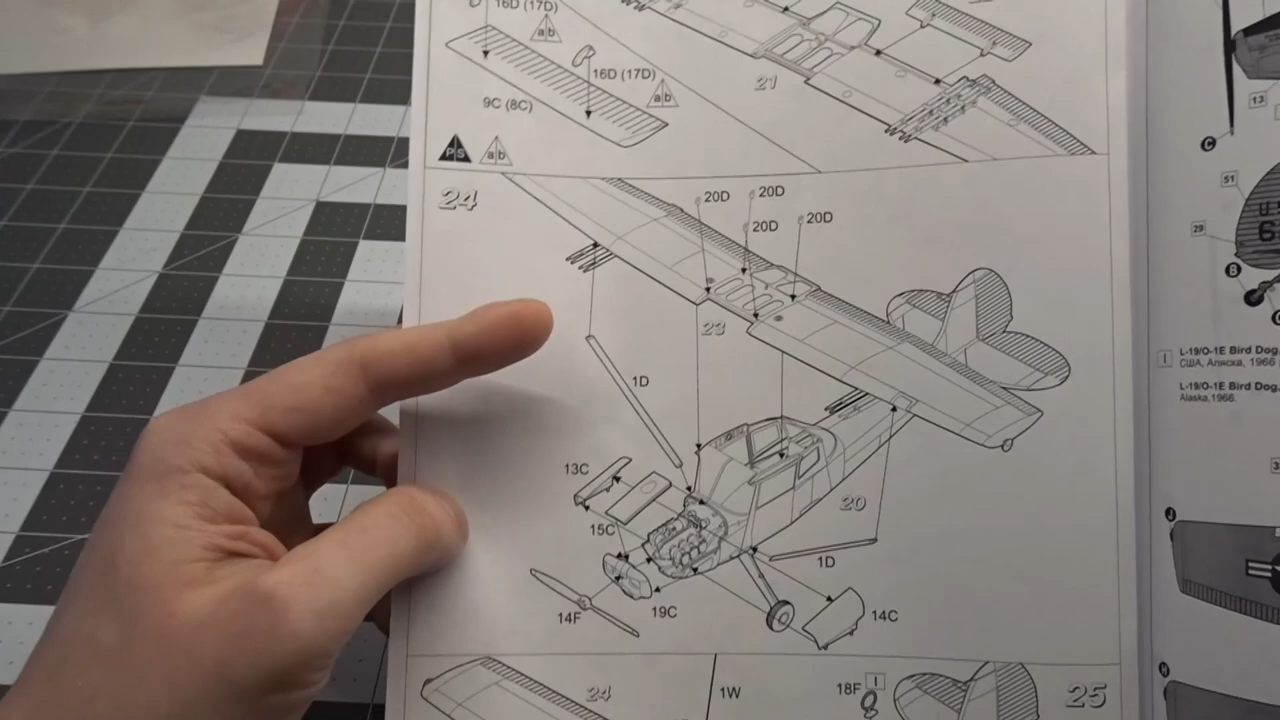 16D (17D)
a b
16D (17D)
a b
9C (8C)
21
P S
a b
24
20D
20D
20D
20D
23
1D
13C
15C
20
1D
14F
19C
14C
24
1W
18F I
25
C
13
51
29
B
I L-19/O-1E Bird Dog,
США, Аляска, 1966
L-19/O-1E Bird Dog,
Alaska,1966.
J
H